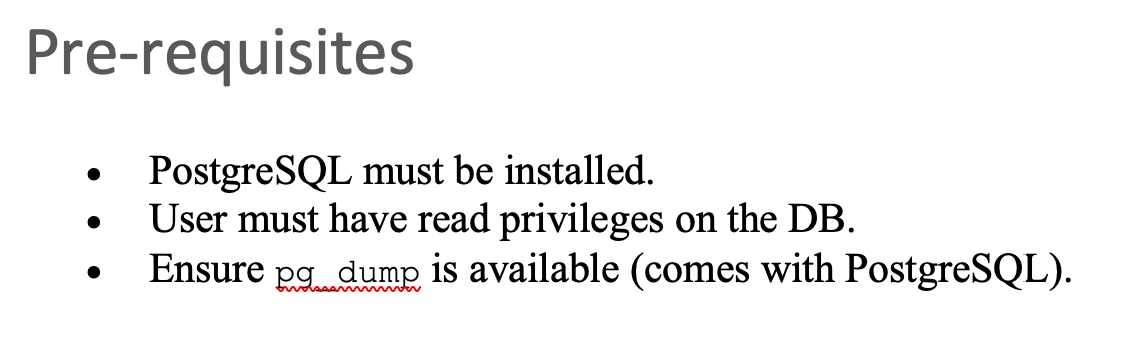 Pre-requisites
• PostgreSQL must be installed.
• User must have read privileges on the DB.
• Ensure pg_dump is available (comes with PostgreSQL).